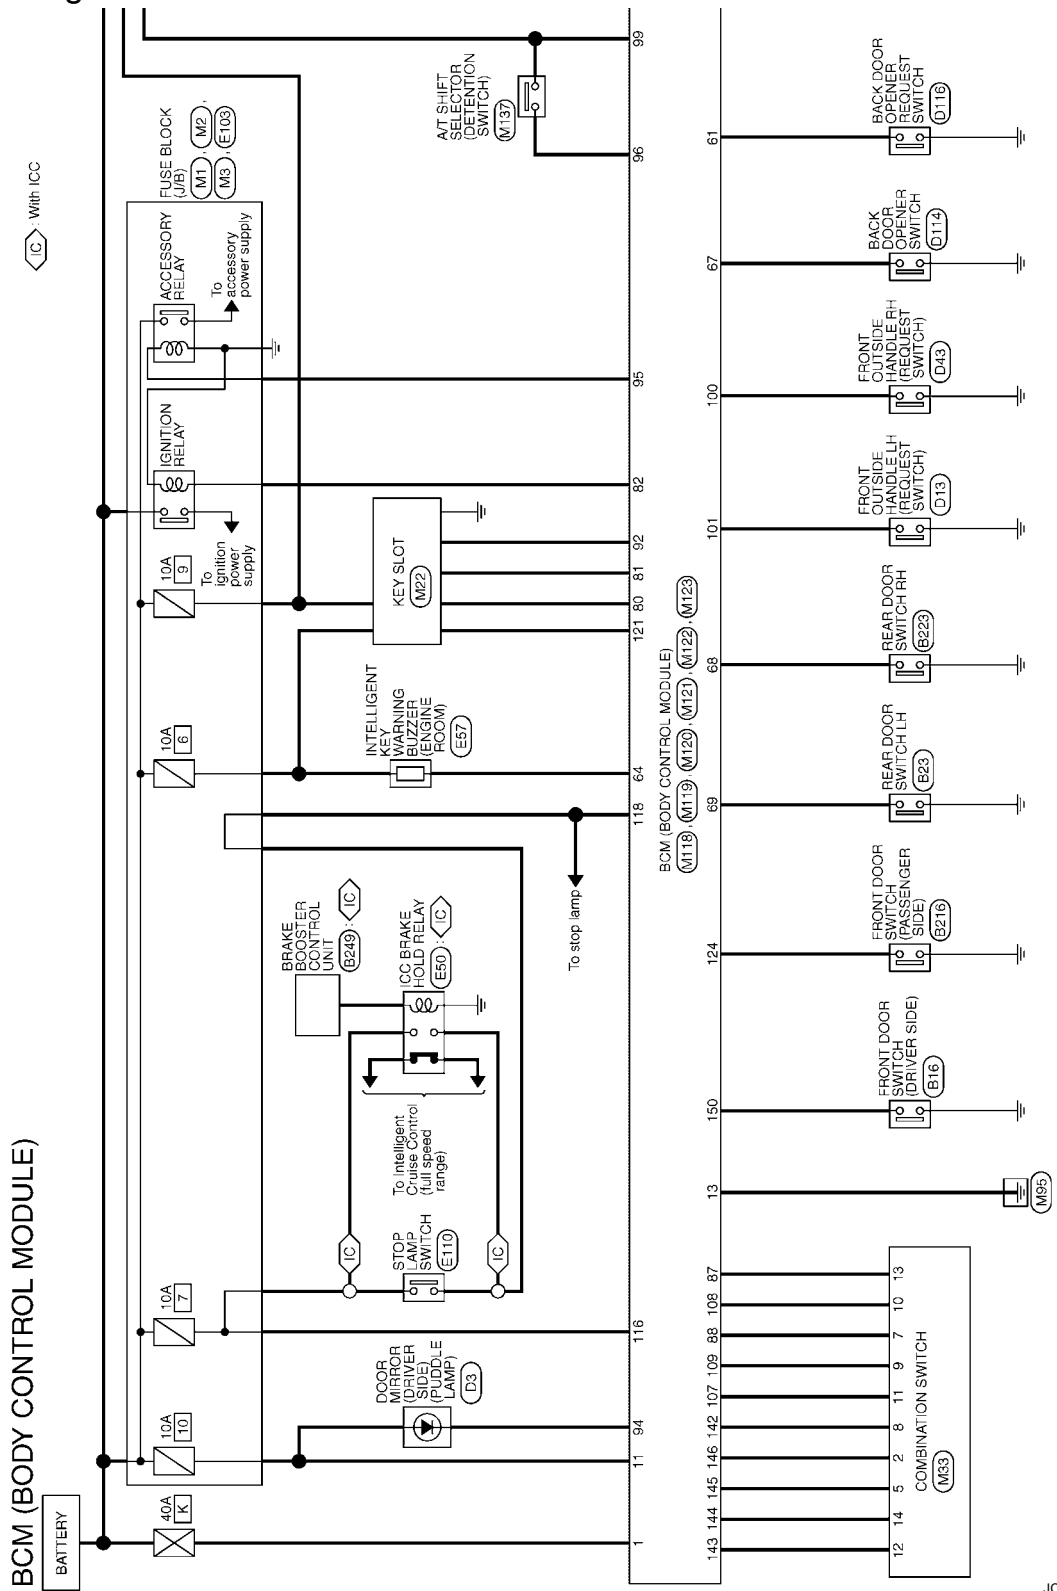 BCM (BODY CONTROL MODULE)
IC : With ICC
BATTERY
40A
K
10A
10
10A
7
10A
6
10A
9
IGNITION
RELAY
ACCESSORY
RELAY
FUSE BLOCK
(J/B)
M1 , M2 ,
M3 , E103
To
ignition
power
supply
To
accessory
power supply
DOOR
MIRROR
(DRIVER
SIDE)
(PUDDLE
LAMP)
D3
STOP
LAMP
SWITCH
E110
IC
IC
To Intelligent
Cruise Control
(full speed
range)
BRAKE
BOOSTER
CONTROL
UNIT
B249 : IC
ICC BRAKE
HOLD RELAY
E50 : IC
To stop lamp
INTELLIGENT
KEY
WARNING
BUZZER
(ENGINE
ROOM)
E57
KEY SLOT
M22
A/T SHIFT
SELECTOR
(DETENTION
SWITCH)
M137
1
11
94
116
118
64
121
80
81
92
82
95
96
99
BCM (BODY CONTROL MODULE)
M118 , M119 , M120 , M121 , M122 , M123
143
144
145
146
142
107
109
88
108
87
13
150
124
69
68
101
100
67
61
12
14
5
2
8
11
9
7
10
13
COMBINATION SWITCH
M33
M95
FRONT DOOR
SWITCH
(DRIVER SIDE)
B16
FRONT DOOR
SWITCH
(PASSENGER
SIDE)
B216
REAR DOOR
SWITCH LH
B23
REAR DOOR
SWITCH RH
B223
FRONT
OUTSIDE
HANDLE LH
(REQUEST
SWITCH)
D13
FRONT
OUTSIDE
HANDLE RH
(REQUEST
SWITCH)
D43
BACK
DOOR
OPENER
SWITCH
D114
BACK DOOR
OPENER
REQUEST
SWITCH
D116